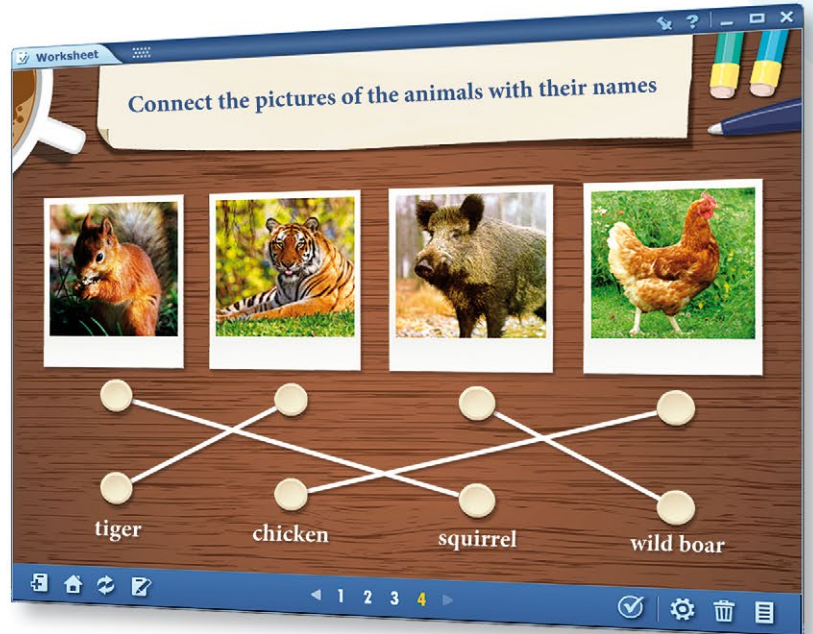 Worksheet
?
Connect the pictures of the animals with their names
tiger
chicken
squirrel
wild boar
1 2 3 4